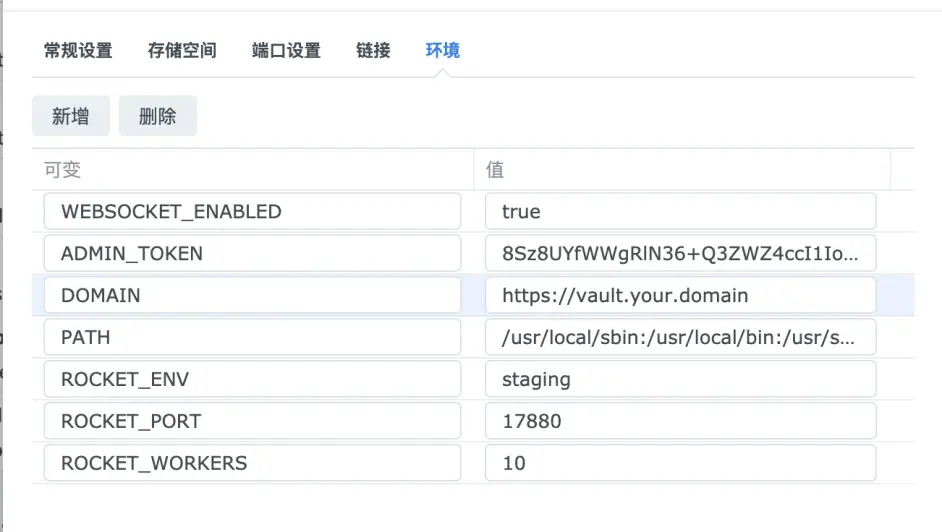 常规设置 存储空间 端口设置 链接 环境
新增 删除
可变 值
WEBSOCKET_ENABLED true
ADMIN_TOKEN 8Sz8UYfWWgRlN36+Q3ZWZ4ccI1Io...
DOMAIN https://vault.your.domain
PATH /usr/local/sbin:/usr/local/bin:/usr/s...
ROCKET_ENV staging
ROCKET_PORT 17880
ROCKET_WORKERS 10